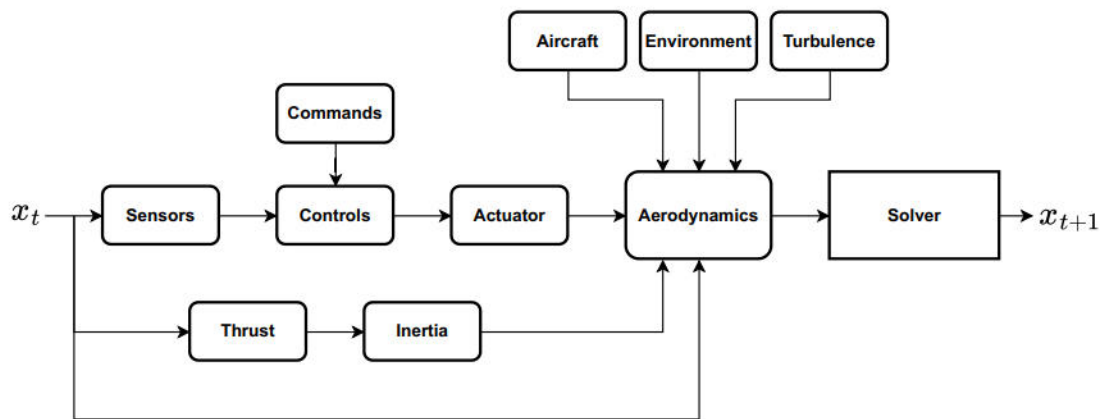 Aircraft
Environment
Turbulence
Commands
x_t
Sensors
Controls
Actuator
Aerodynamics
Solver
x_{t+1}
Thrust
Inertia